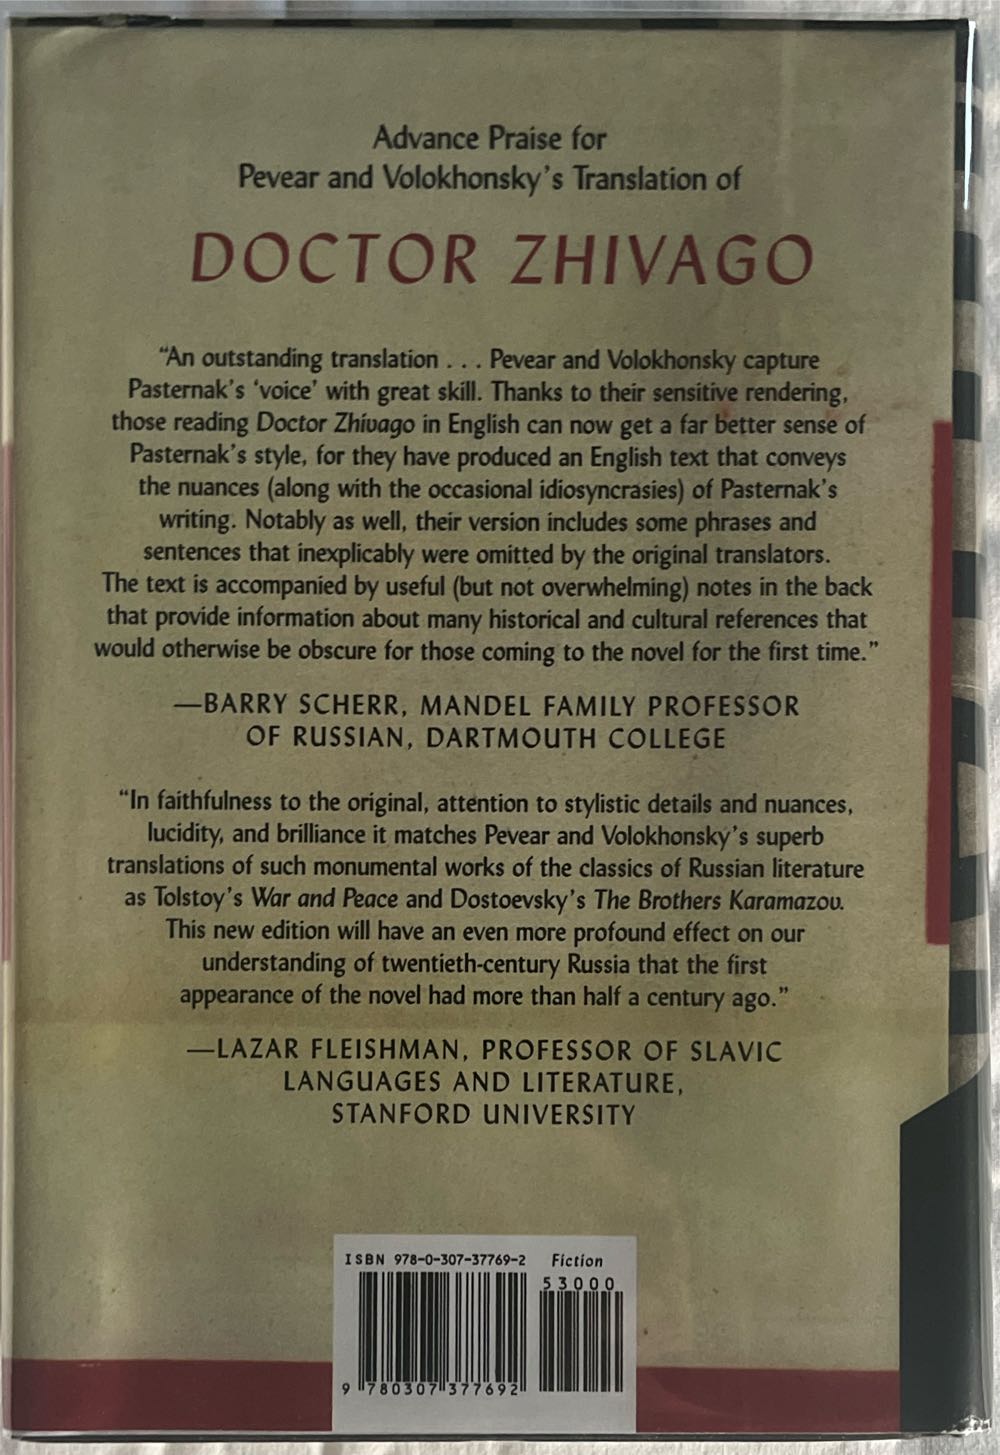 Advance Praise for
Pevear and Volokhonsky's Translation of
DOCTOR ZHIVAGO
“An outstanding translation . . . Pevear and Volokhonsky capture
Pasternak's ‘voice’ with great skill. Thanks to their sensitive rendering,
those reading Doctor Zhivago in English can now get a far better sense of
Pasternak's style, for they have produced an English text that conveys
the nuances (along with the occasional idiosyncrasies) of Pasternak's
writing. Notably as well, their version includes some phrases and
sentences that inexplicably were omitted by the original translators.
The text is accompanied by useful (but not overwhelming) notes in the back
that provide information about many historical and cultural references that
would otherwise be obscure for those coming to the novel for the first time.”
—BARRY SCHERR, MANDEL FAMILY PROFESSOR
OF RUSSIAN, DARTMOUTH COLLEGE
“In faithfulness to the original, attention to stylistic details and nuances,
lucidity, and brilliance it matches Pevear and Volokhonsky's superb
translations of such monumental works of the classics of Russian literature
as Tolstoy's War and Peace and Dostoevsky's The Brothers Karamazov.
This new edition will have an even more profound effect on our
understanding of twentieth-century Russia that the first
appearance of the novel had more than half a century ago.”
—LAZAR FLEISHMAN, PROFESSOR OF SLAVIC
LANGUAGES AND LITERATURE,
STANFORD UNIVERSITY
ISBN 978-0-307-37769-2 Fiction
53000
9 780307 377692